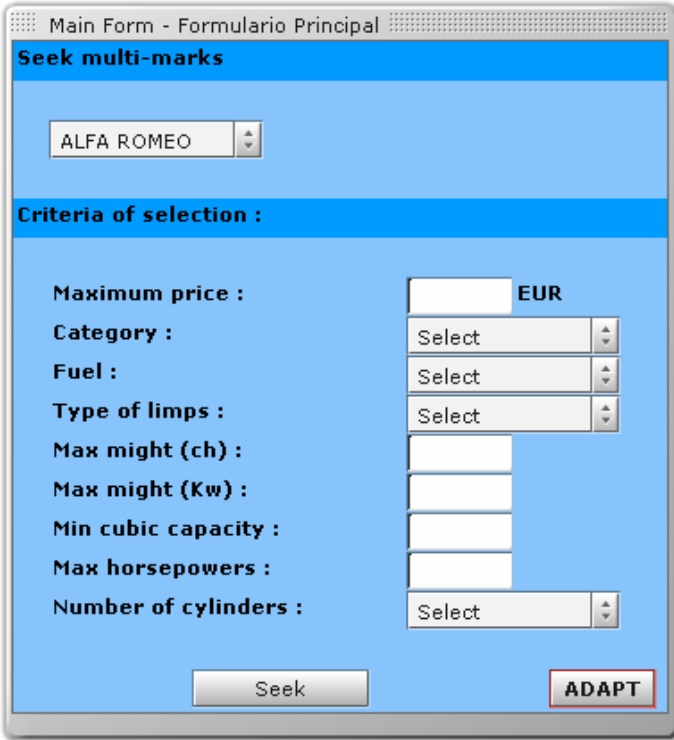 Main Form - Formulario Principal
Seek multi-marks
ALFA ROMEO
Criteria of selection :
Maximum price : EUR
Category : Select
Fuel : Select
Type of limps : Select
Max might (ch) :
Max might (Kw) :
Min cubic capacity :
Max horsepowers :
Number of cylinders : Select
Seek ADAPT